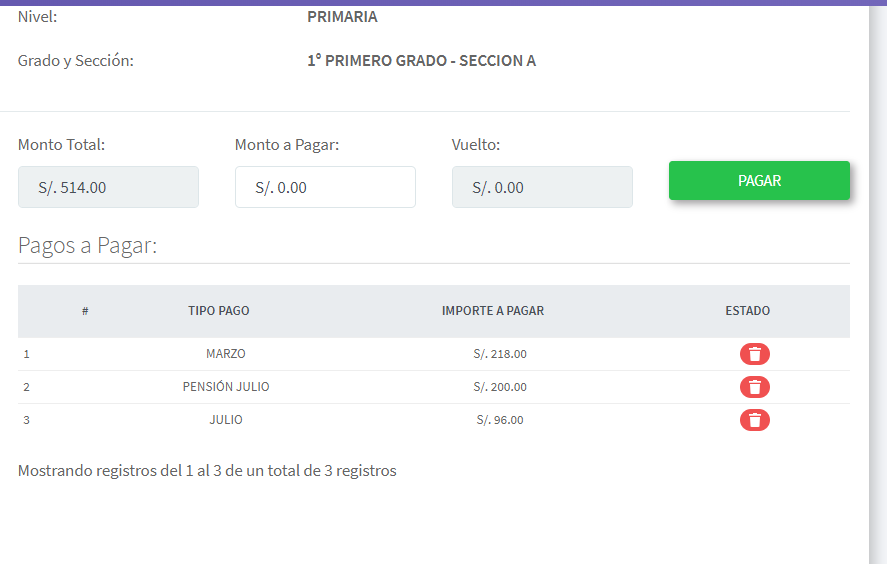 Nivel: PRIMARIA
Grado y Sección: 1° PRIMERO GRADO - SECCION A
Monto Total: Monto a Pagar: Vuelto:
S/. 514.00 S/. 0.00 S/. 0.00 PAGAR
Pagos a Pagar:
# TIPO PAGO IMPORTE A PAGAR ESTADO
1 MARZO S/. 218.00
2 PENSIÓN JULIO S/. 200.00
3 JULIO S/. 96.00
Mostrando registros del 1 al 3 de un total de 3 registros